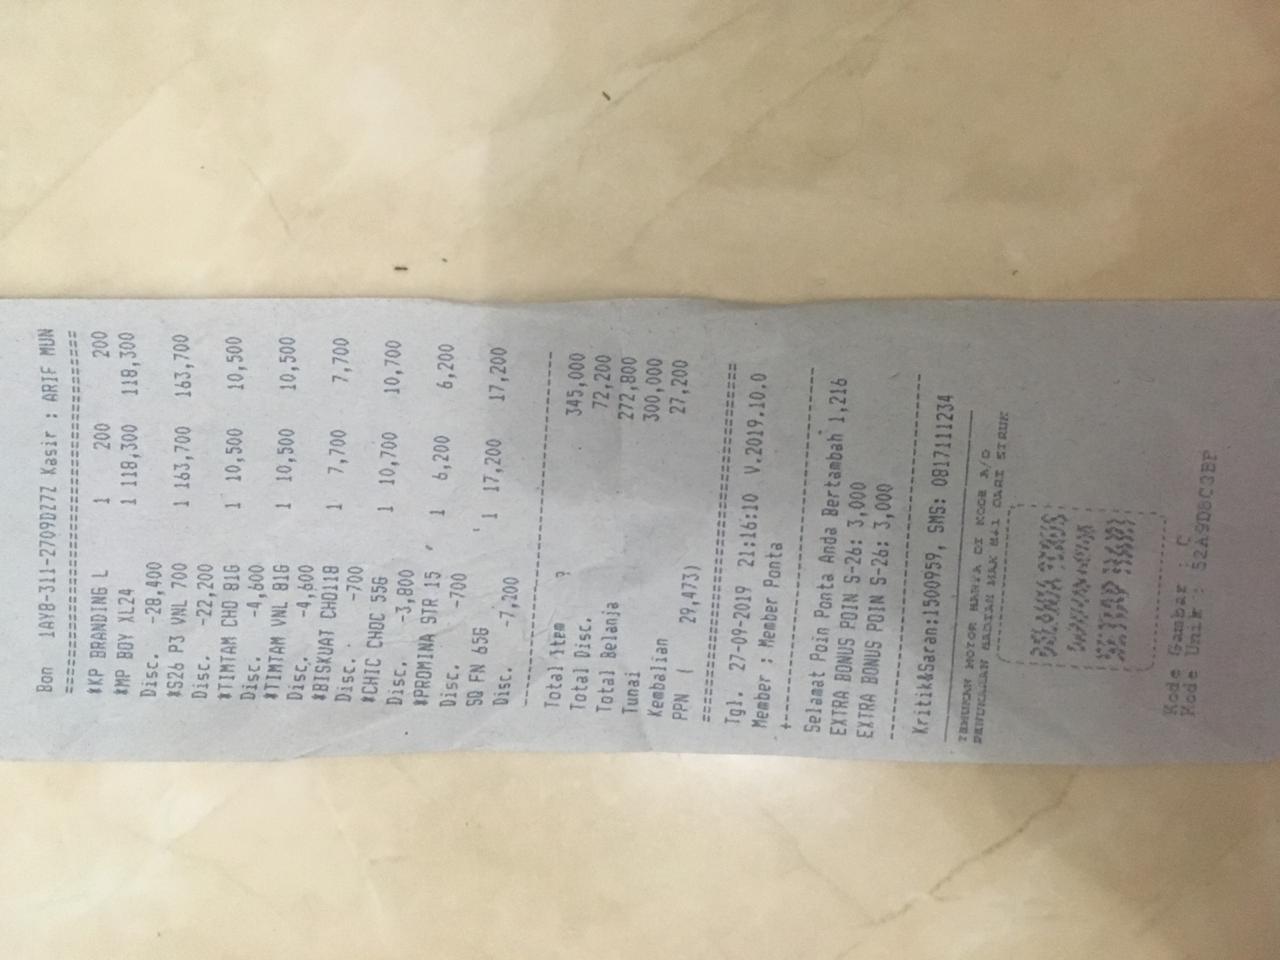 Bon 1AY8-311-2709D77Z Kasir : ARIF MUN
======================================
*KP BRANDING L 1 200 200
*MP BOY XL24 1 118,300 118,300
Disc. -28,400
*S26 P3 VNL 700 1 163,700 163,700
Disc. -22,200
*TIMTAM CHO 81G 1 10,500 10,500
Disc. -4,600
*TIMTAM VNL 81G 1 10,500 10,500
Disc. -4,600
*BISKUAT CHO118 1 7,700 7,700
Disc. -700
*CHIC CHOC 55G 1 10,700 10,700
Disc. -3,800
*PROMINA STR 15 1 6,200 6,200
Disc. -700
SQ FN 65G 1 17,200 17,200
Disc. -7,200
Total Item 9 345,000
Total Disc. 72,200
Total Belanja 272,800
Tunai 300,000
Kembalian 27,200
PPN ( 29,473)
======================================
Tgl. 27-09-2019 21:16:10 V.2019.10.0
Member : Member Ponta
Selamat Poin Ponta Anda Bertambah 1,216
EXTRA BONUS POIN S-26: 3,000
EXTRA BONUS POIN S-26: 3,000
Kritik&Saran:1500959, SMS: 0817111234
TEMUKAN MOTOR HANYA DI KODE A/D
PENUKARAN HADIAH MAX H+1 DARI STRUK
Kode Gambar : C
Kode Unik : 52A9D8C3BF